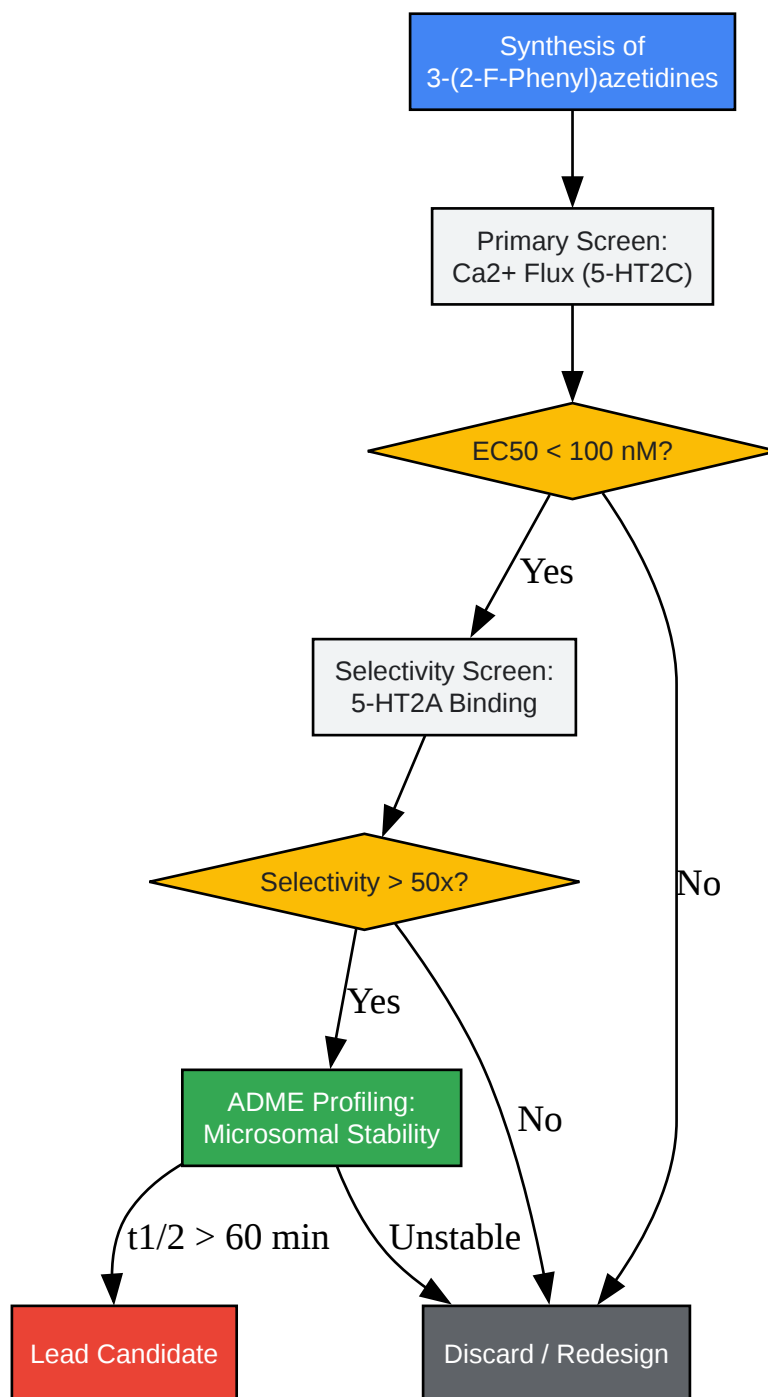 Synthesis of
3-(2-F-Phenyl)azetidines
Primary Screen:
Ca2+ Flux (5-HT2C)
EC50 < 100 nM?
Yes
Selectivity Screen:
5-HT2A Binding
Selectivity > 50x?
No
Yes
ADME Profiling:
Microsomal Stability
No
t1/2 > 60 min
Unstable
Lead Candidate
Discard / Redesign